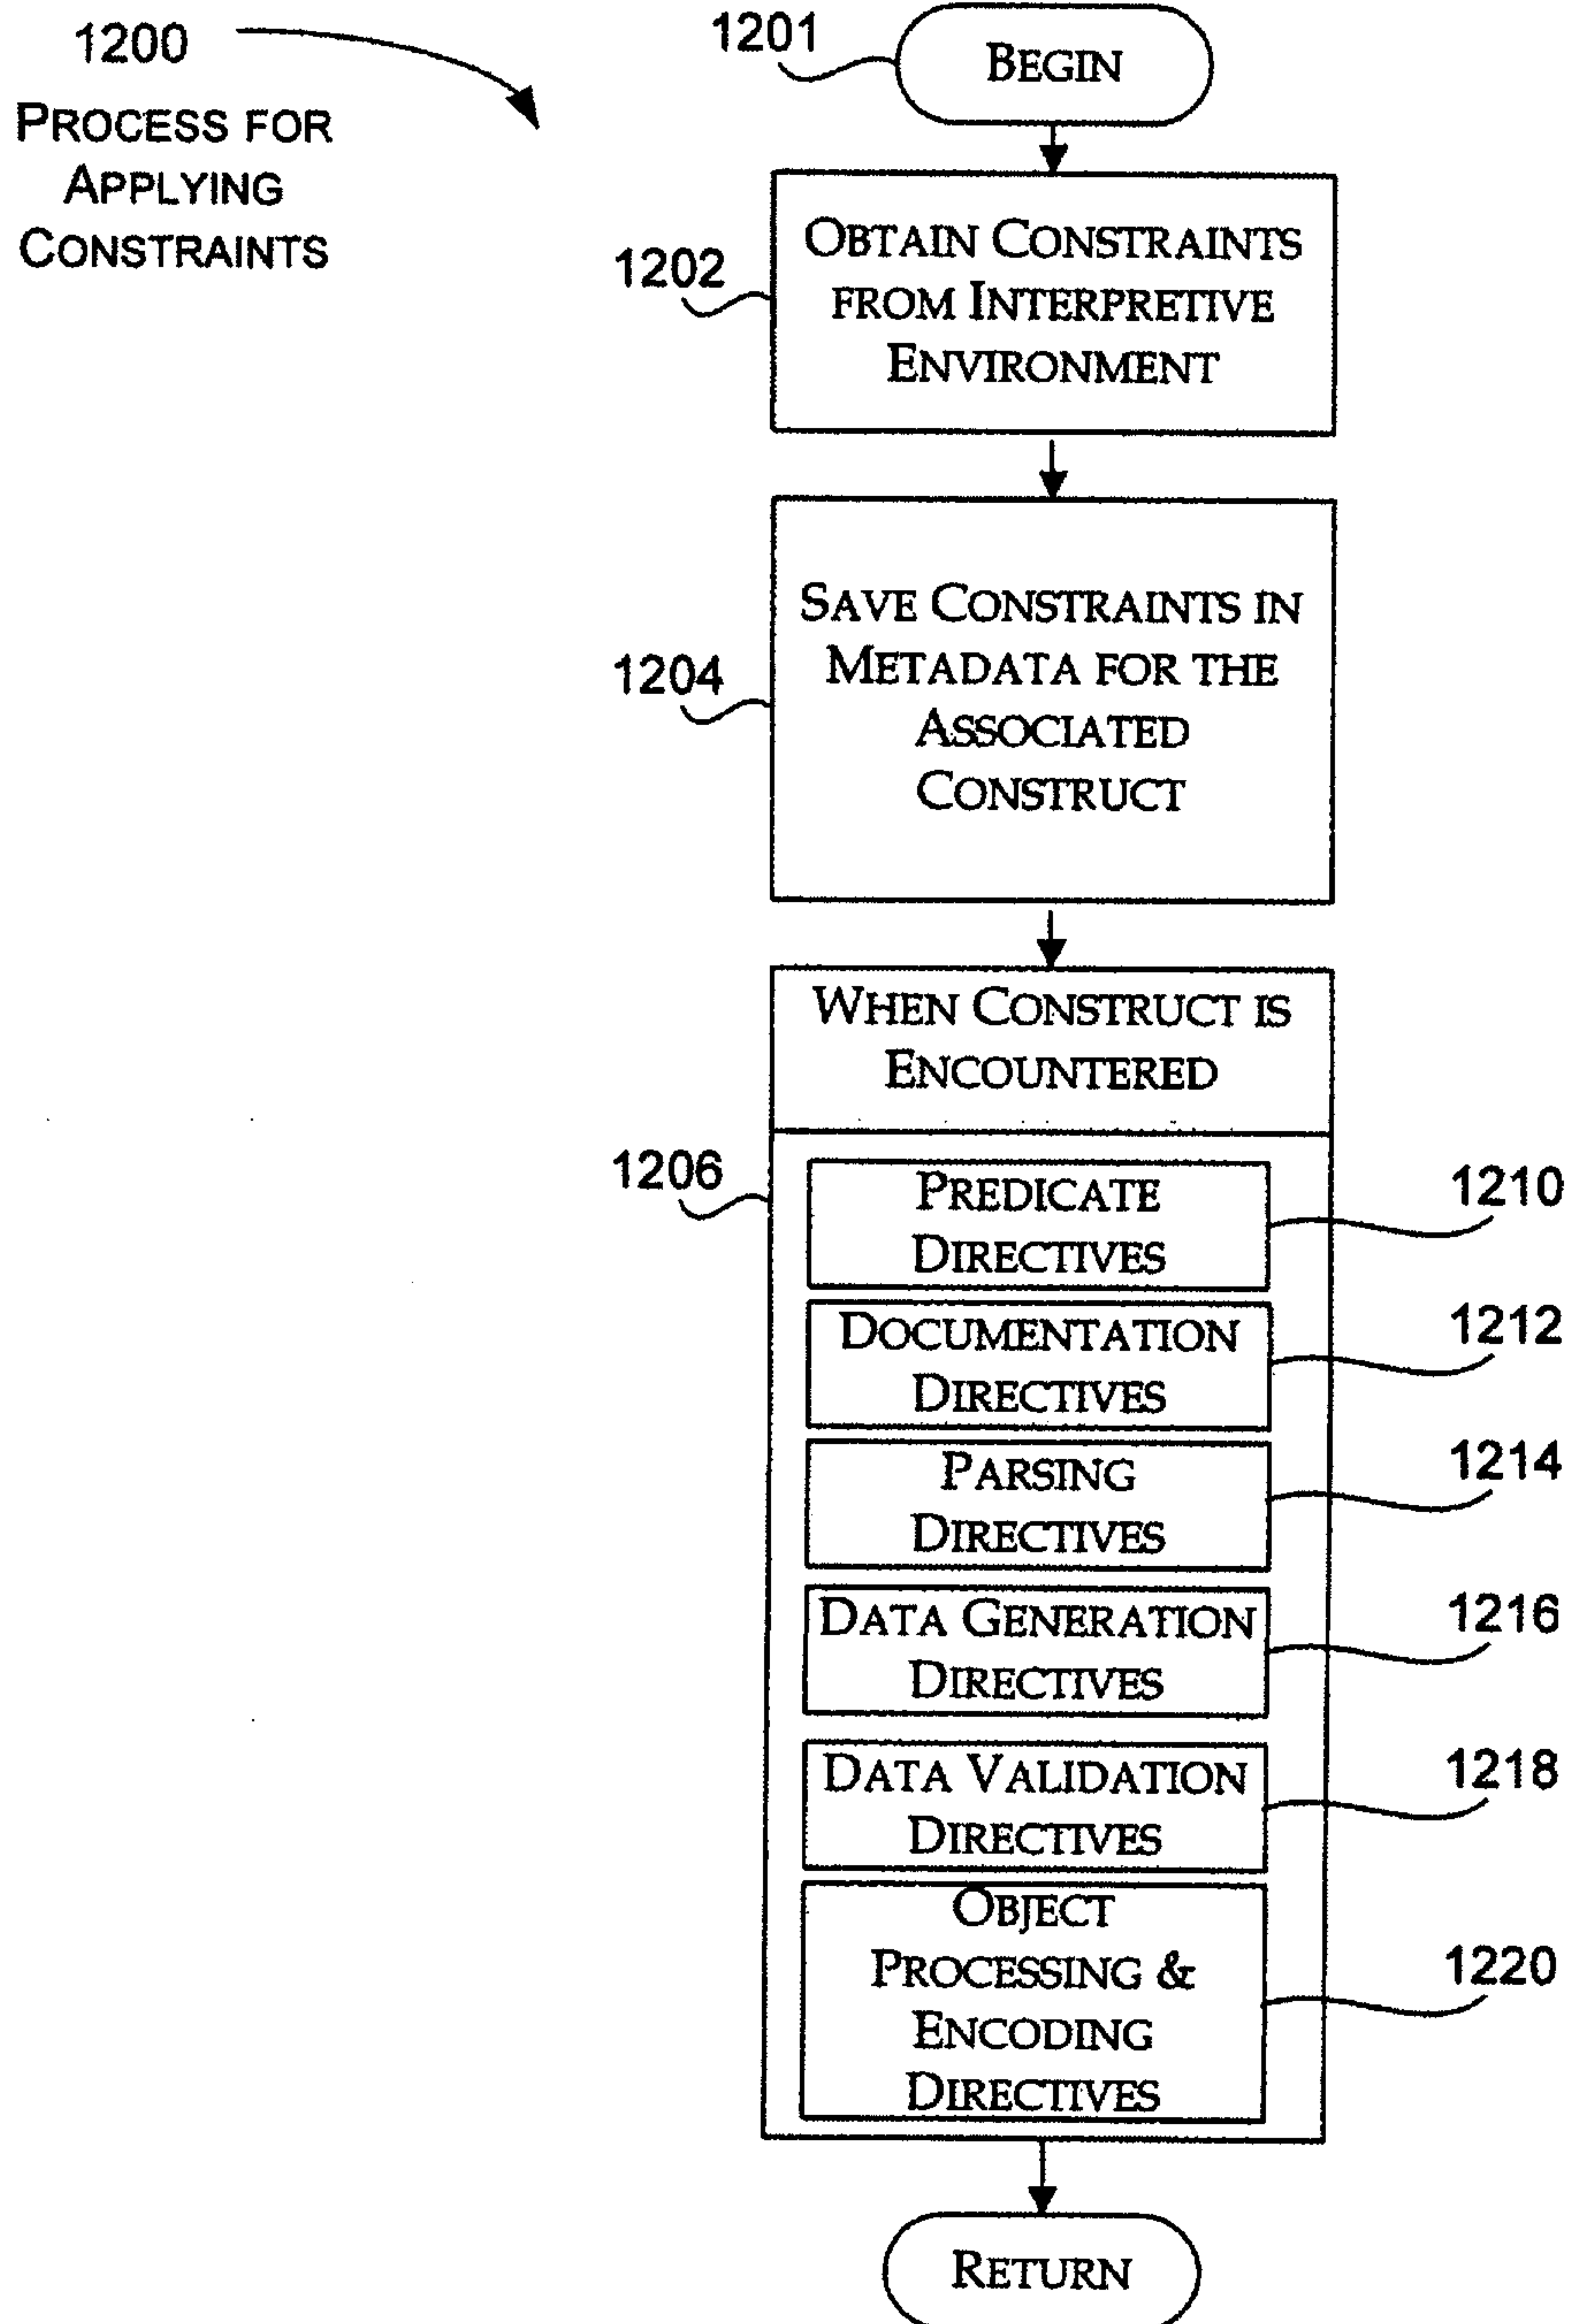 1200
PROCESS FOR
APPLYING
CONSTRAINTS
1201
BEGIN
1202
OBTAIN CONSTRAINTS
FROM INTERPRETIVE
ENVIRONMENT
1204
SAVE CONSTRAINTS IN
METADATA FOR THE
ASSOCIATED
CONSTRUCT
WHEN CONSTRUCT IS
ENCOUNTERED
1206
PREDICATE
DIRECTIVES
1210
DOCUMENTATION
DIRECTIVES
1212
PARSING
DIRECTIVES
1214
DATA GENERATION
DIRECTIVES
1216
DATA VALIDATION
DIRECTIVES
1218
OBJECT
PROCESSING &
ENCODING
DIRECTIVES
1220
RETURN